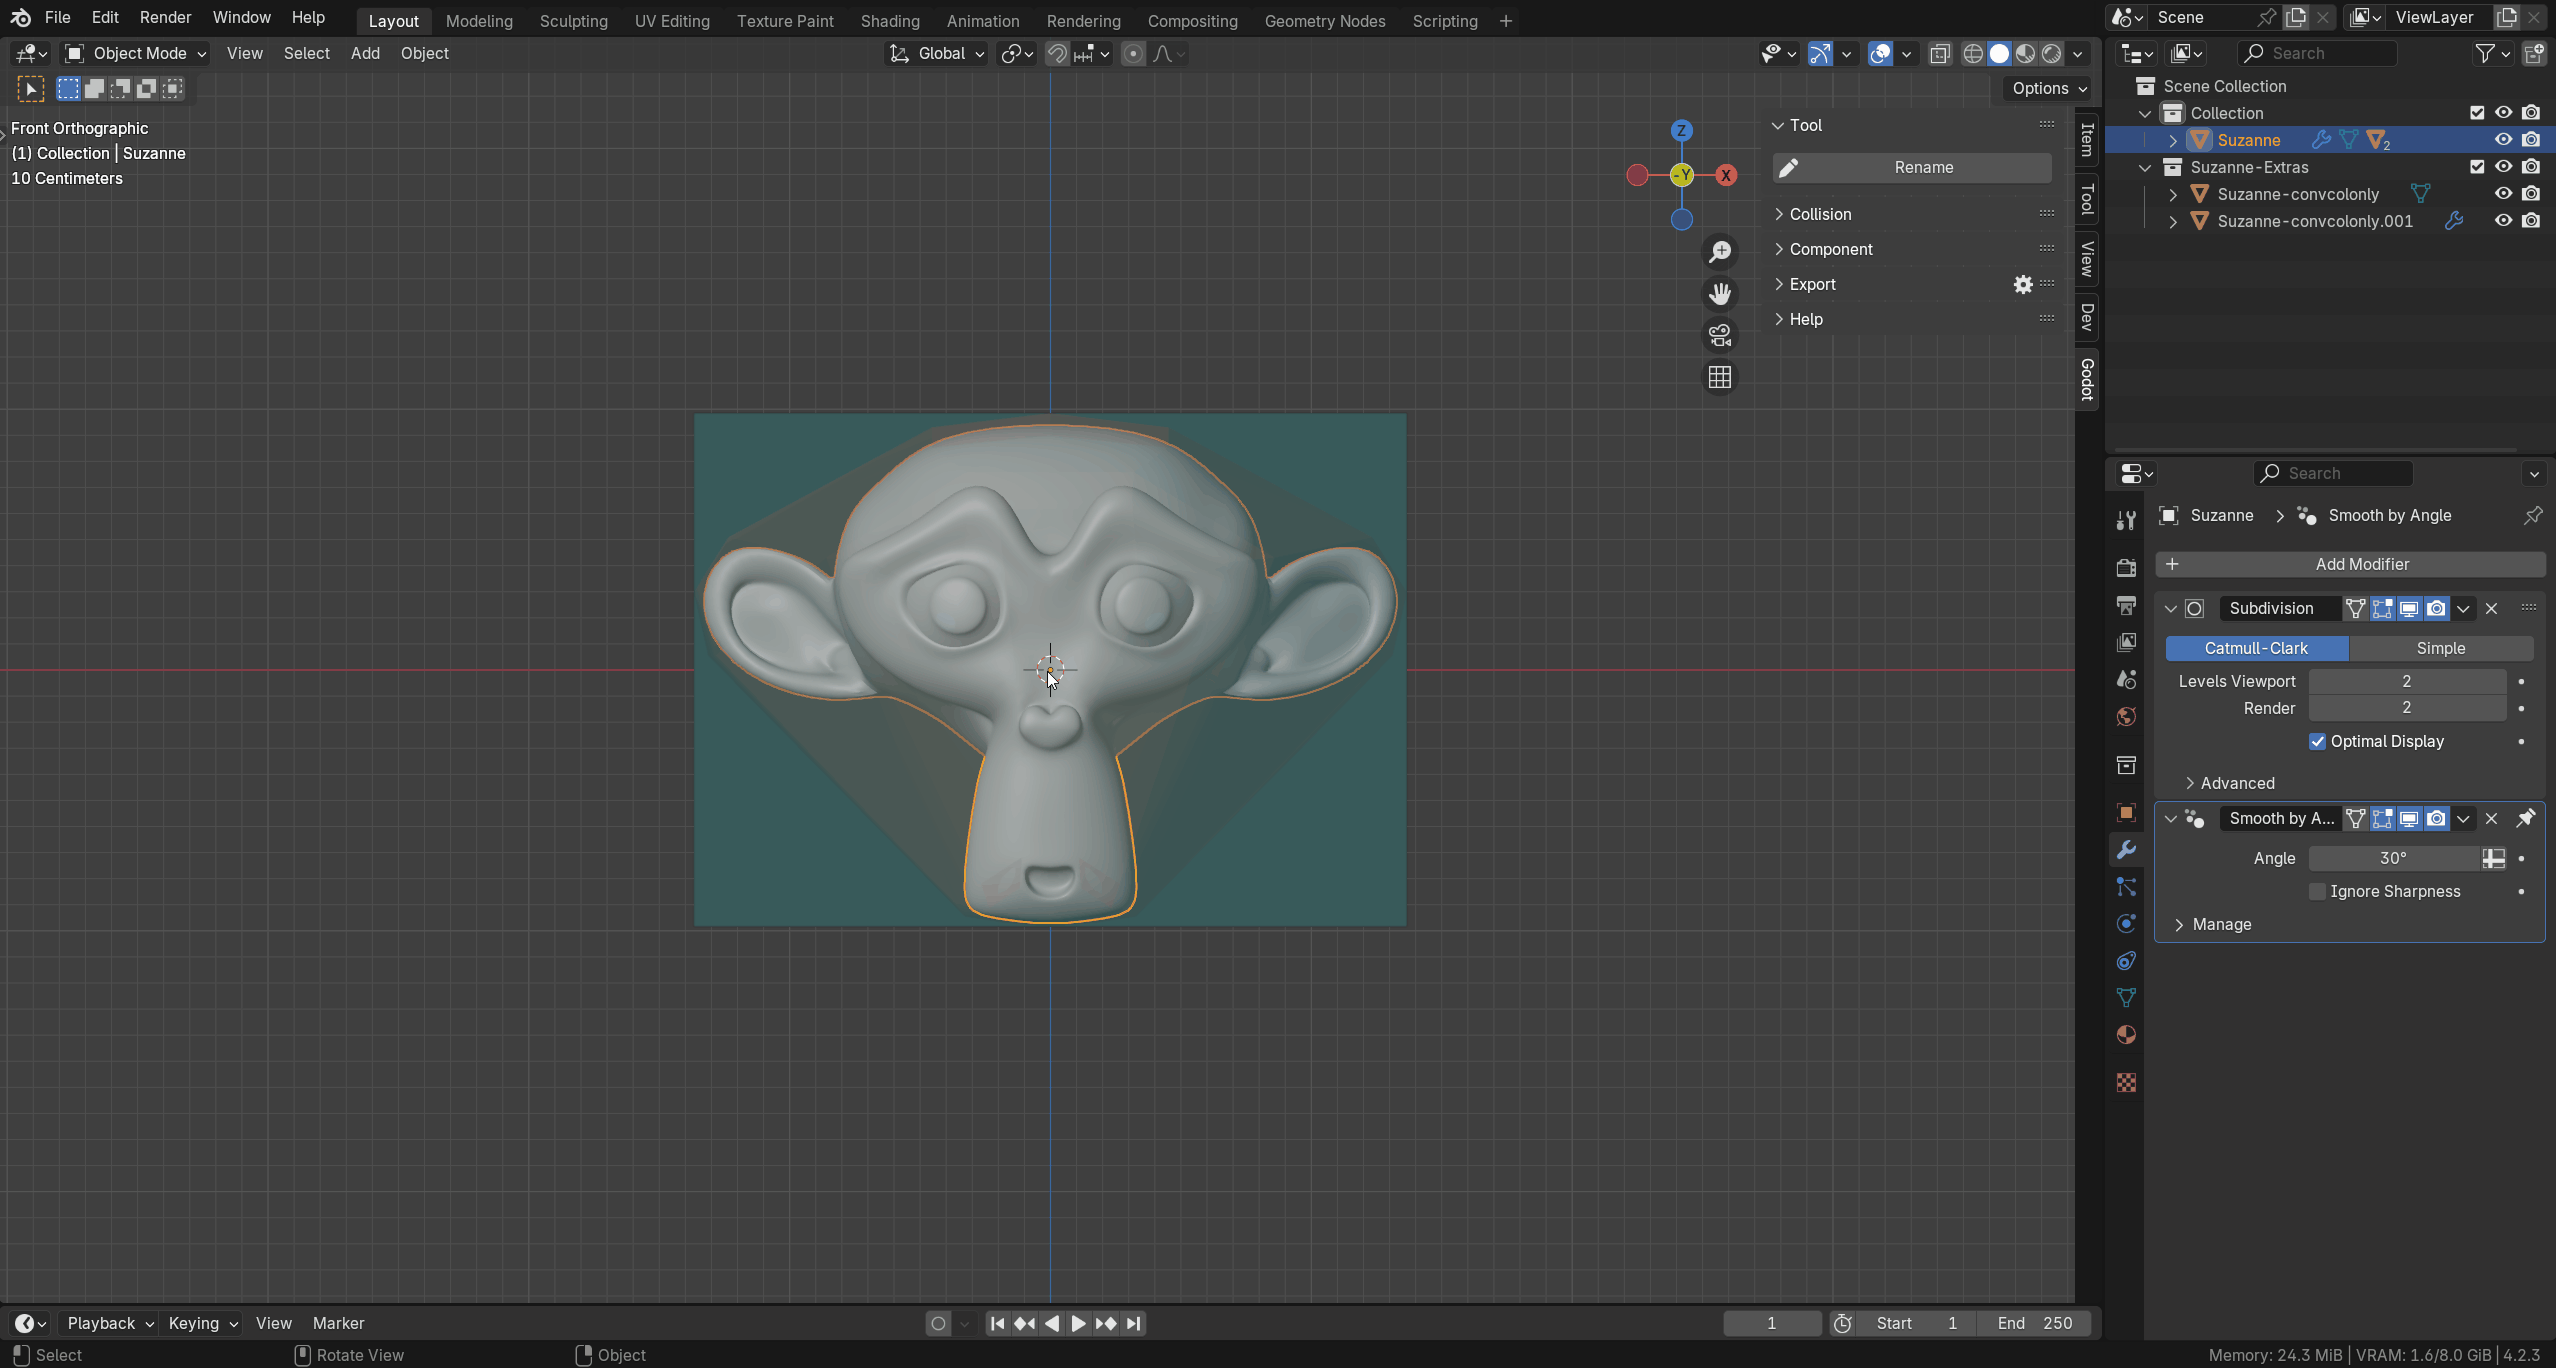 File Edit Render Window Help Layout Modeling Sculpting UV Editing Texture Paint Shading Animation Rendering Compositing Geometry Nodes Scripting + Scene ViewLayer
Object Mode View Select Add Object Global Search
Options
Front Orthographic
(1) Collection | Suzanne
10 Centimeters
Z
-Y
X
Tool
Rename
Collision
Component
Export
Help
Item
Tool
View
Dev
Godot
Scene Collection
Collection
Suzanne 2
Suzanne-Extras
Suzanne-convcolonly
Suzanne-convcolonly.001
Search
Suzanne > Smooth by Angle
+ Add Modifier
Subdivision
Catmull-Clark Simple
Levels Viewport 2
Render 2
Optimal Display
Advanced
Smooth by A...
Angle 30°
Ignore Sharpness
Manage
Playback Keying View Marker 1 Start 1 End 250
Select Rotate View Object Memory: 24.3 MiB | VRAM: 1.6/8.0 GiB | 4.2.3